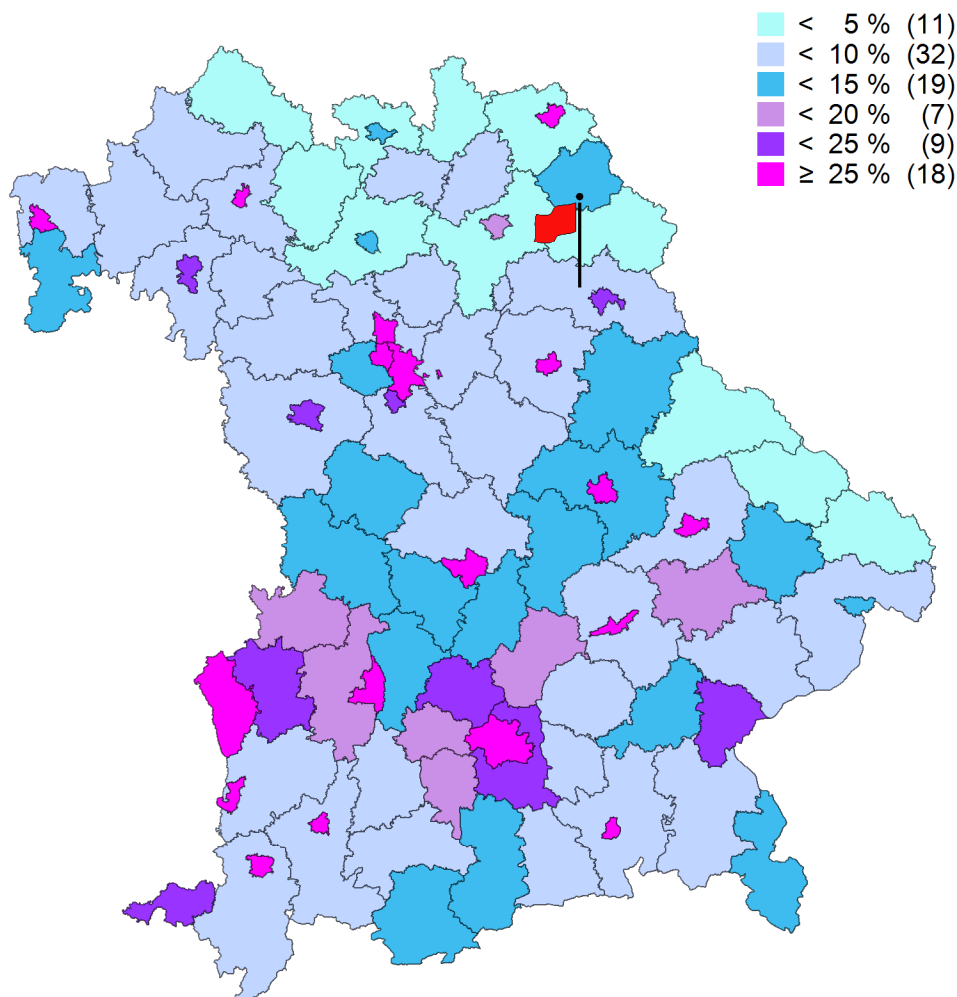 < 5 % (11)
< 10 % (32)
< 15 % (19)
< 20 % (7)
< 25 % (9)
≥ 25 % (18)